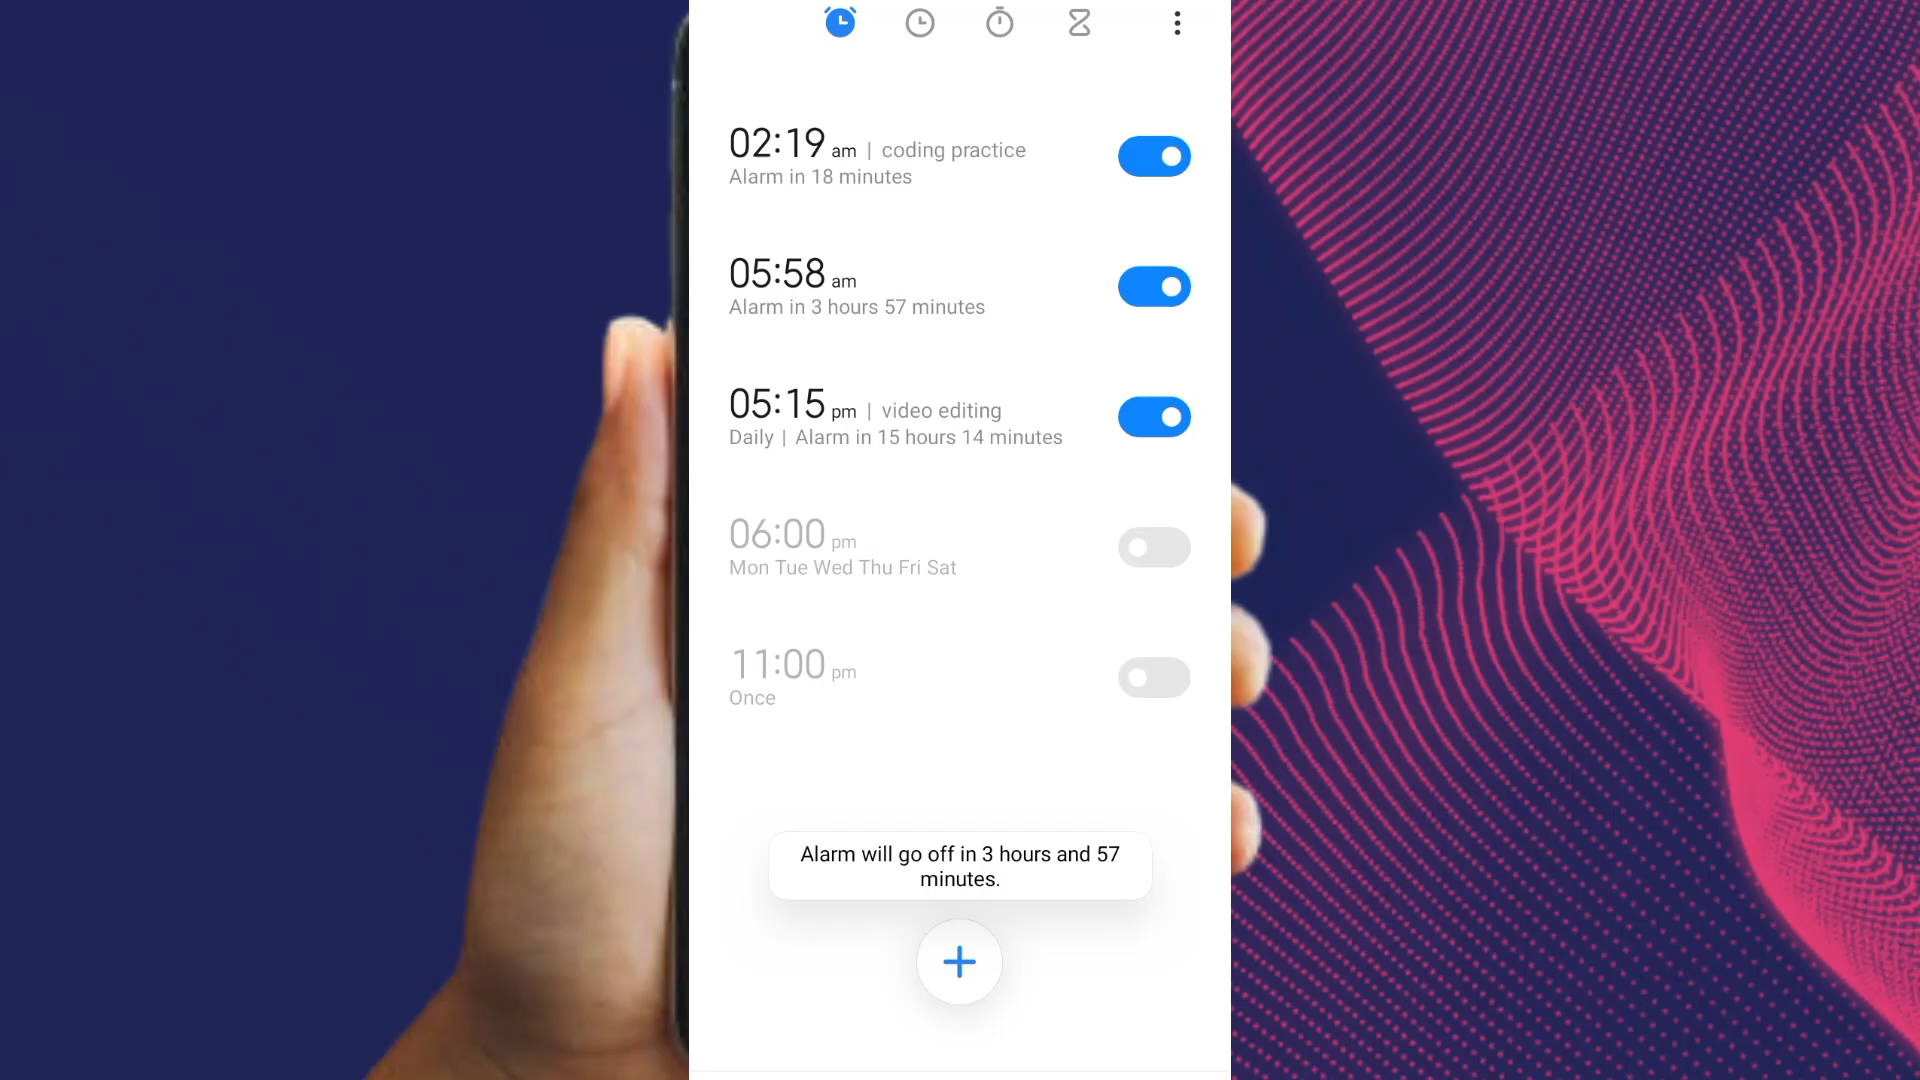 02:19 am | coding practice
Alarm in 18 minutes
05:58 am
Alarm in 3 hours 57 minutes
05:15 pm | video editing
Daily | Alarm in 15 hours 14 minutes
06:00 pm
Mon Tue Wed Thu Fri Sat
11:00 pm
Once
Alarm will go off in 3 hours and 57
minutes.